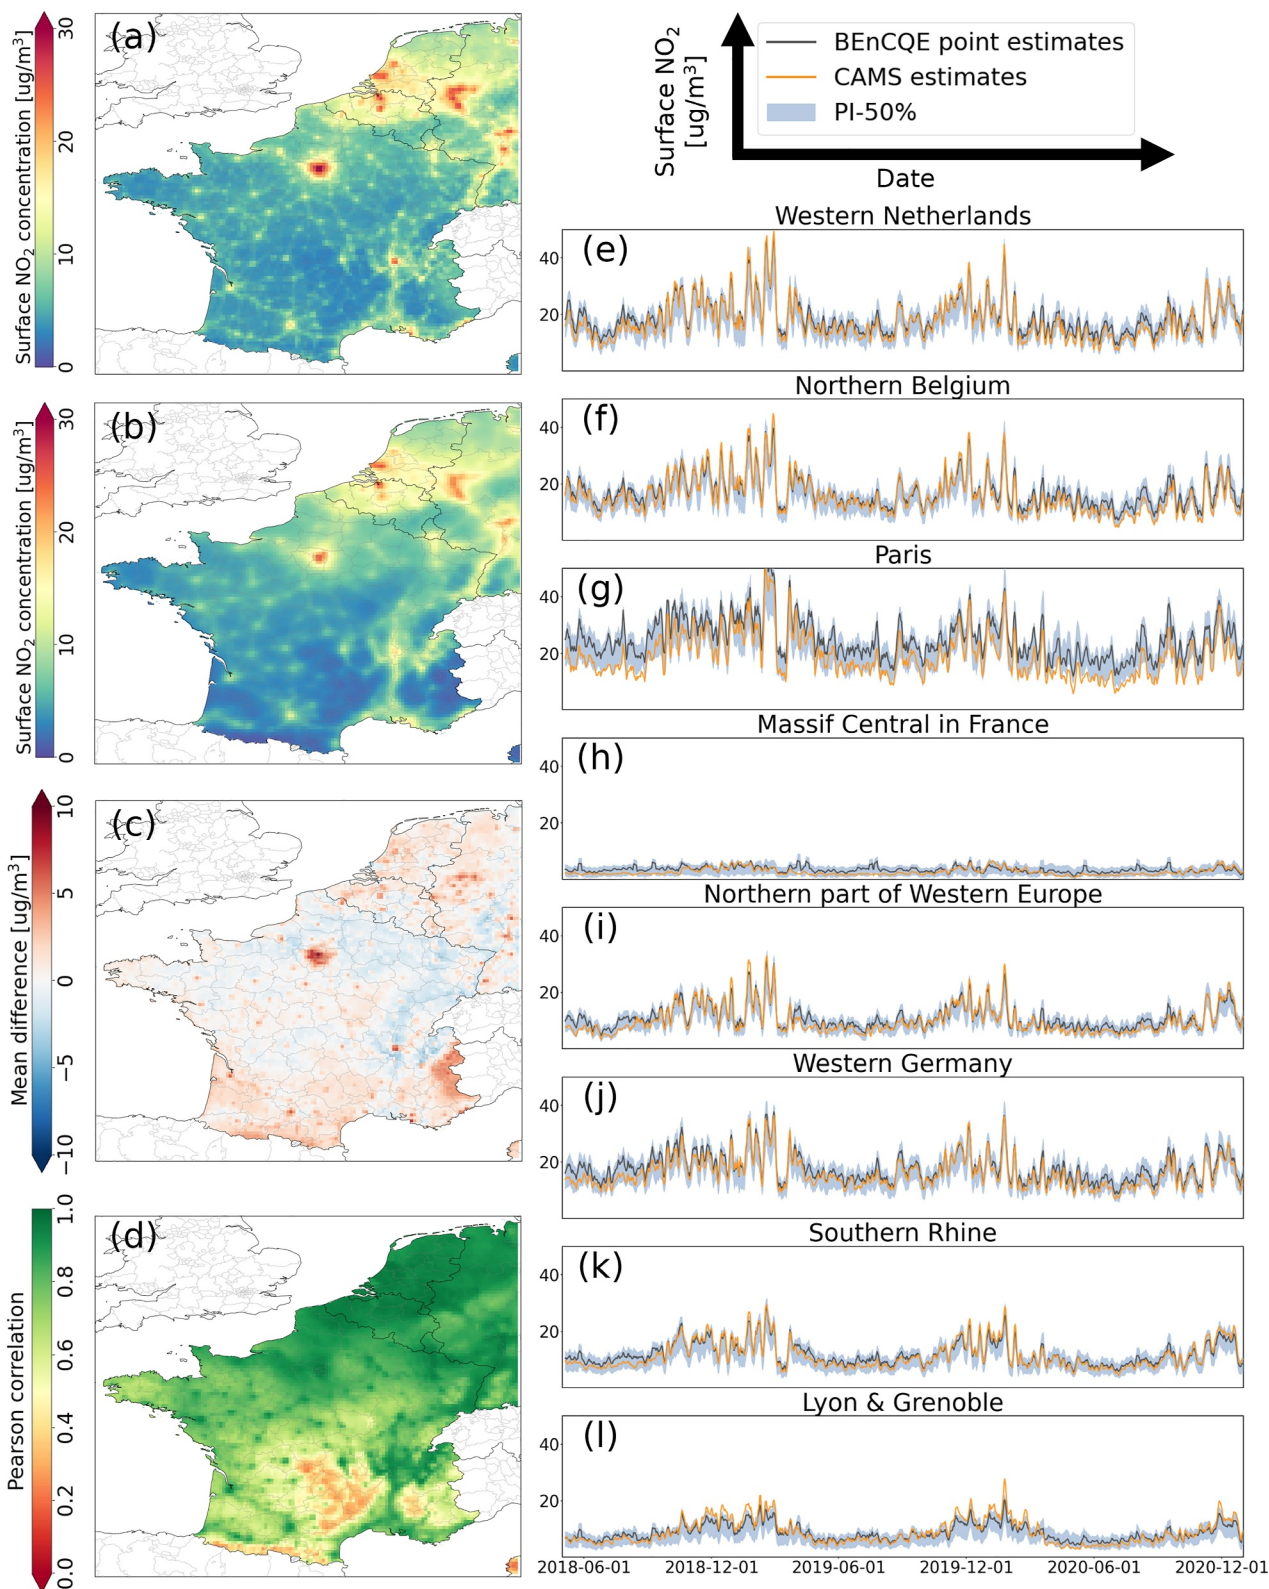 (a)
Surface NO2 concentration [ug/m³]
0
10
20
30
(b)
Surface NO2 concentration [ug/m³]
0
10
20
30
(c)
Mean difference [ug/m³]
−10
−5
0
5
10
(d)
Pearson correlation
0.0
0.2
0.4
0.6
0.8
1.0
Surface NO2
[ug/m³]
Date
BEnCQE point estimates
CAMS estimates
PI-50%
Western Netherlands
(e)
40
20
Northern Belgium
(f)
40
20
Paris
(g)
40
20
Massif Central in France
(h)
40
20
Northern part of Western Europe
(i)
40
20
Western Germany
(j)
40
20
Southern Rhine
(k)
40
20
Lyon & Grenoble
(l)
40
20
2018-06-01 2018-12-01 2019-06-01 2019-12-01 2020-06-01 2020-12-01